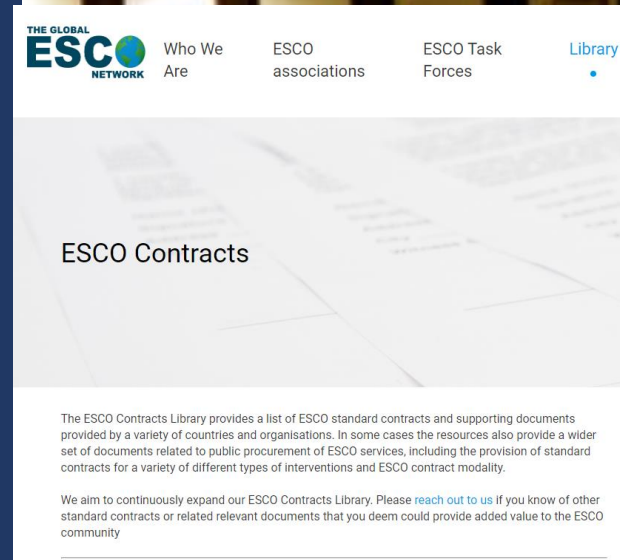 THE GLOBAL
ESCO
NETWORK
Who We
Are
ESCO
associations
ESCO Task
Forces
Library
ESCO Contracts
The ESCO Contracts Library provides a list of ESCO standard contracts and supporting documents
provided by a variety of countries and organisations. In some cases the resources also provide a wider
set of documents related to public procurement of ESCO services, including the provision of standard
contracts for a variety of different types of interventions and ESCO contract modality.
We aim to continuously expand our ESCO Contracts Library. Please reach out to us if you know of other
standard contracts or related relevant documents that you deem could provide added value to the ESCO
community